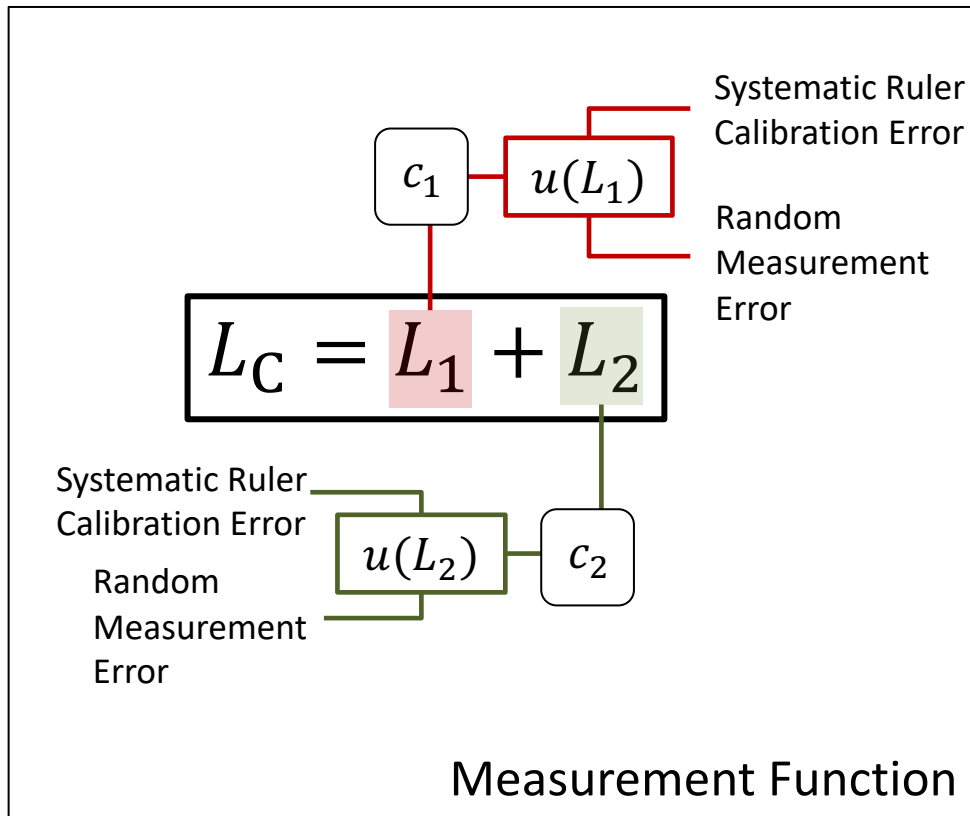 Systematic Ruler
Calibration Error
c₁
u(L₁)
Random
Measurement
Error
L_C = L₁ + L₂
Systematic Ruler
Calibration Error
u(L₂)
c₂
Random
Measurement
Error
Measurement Function